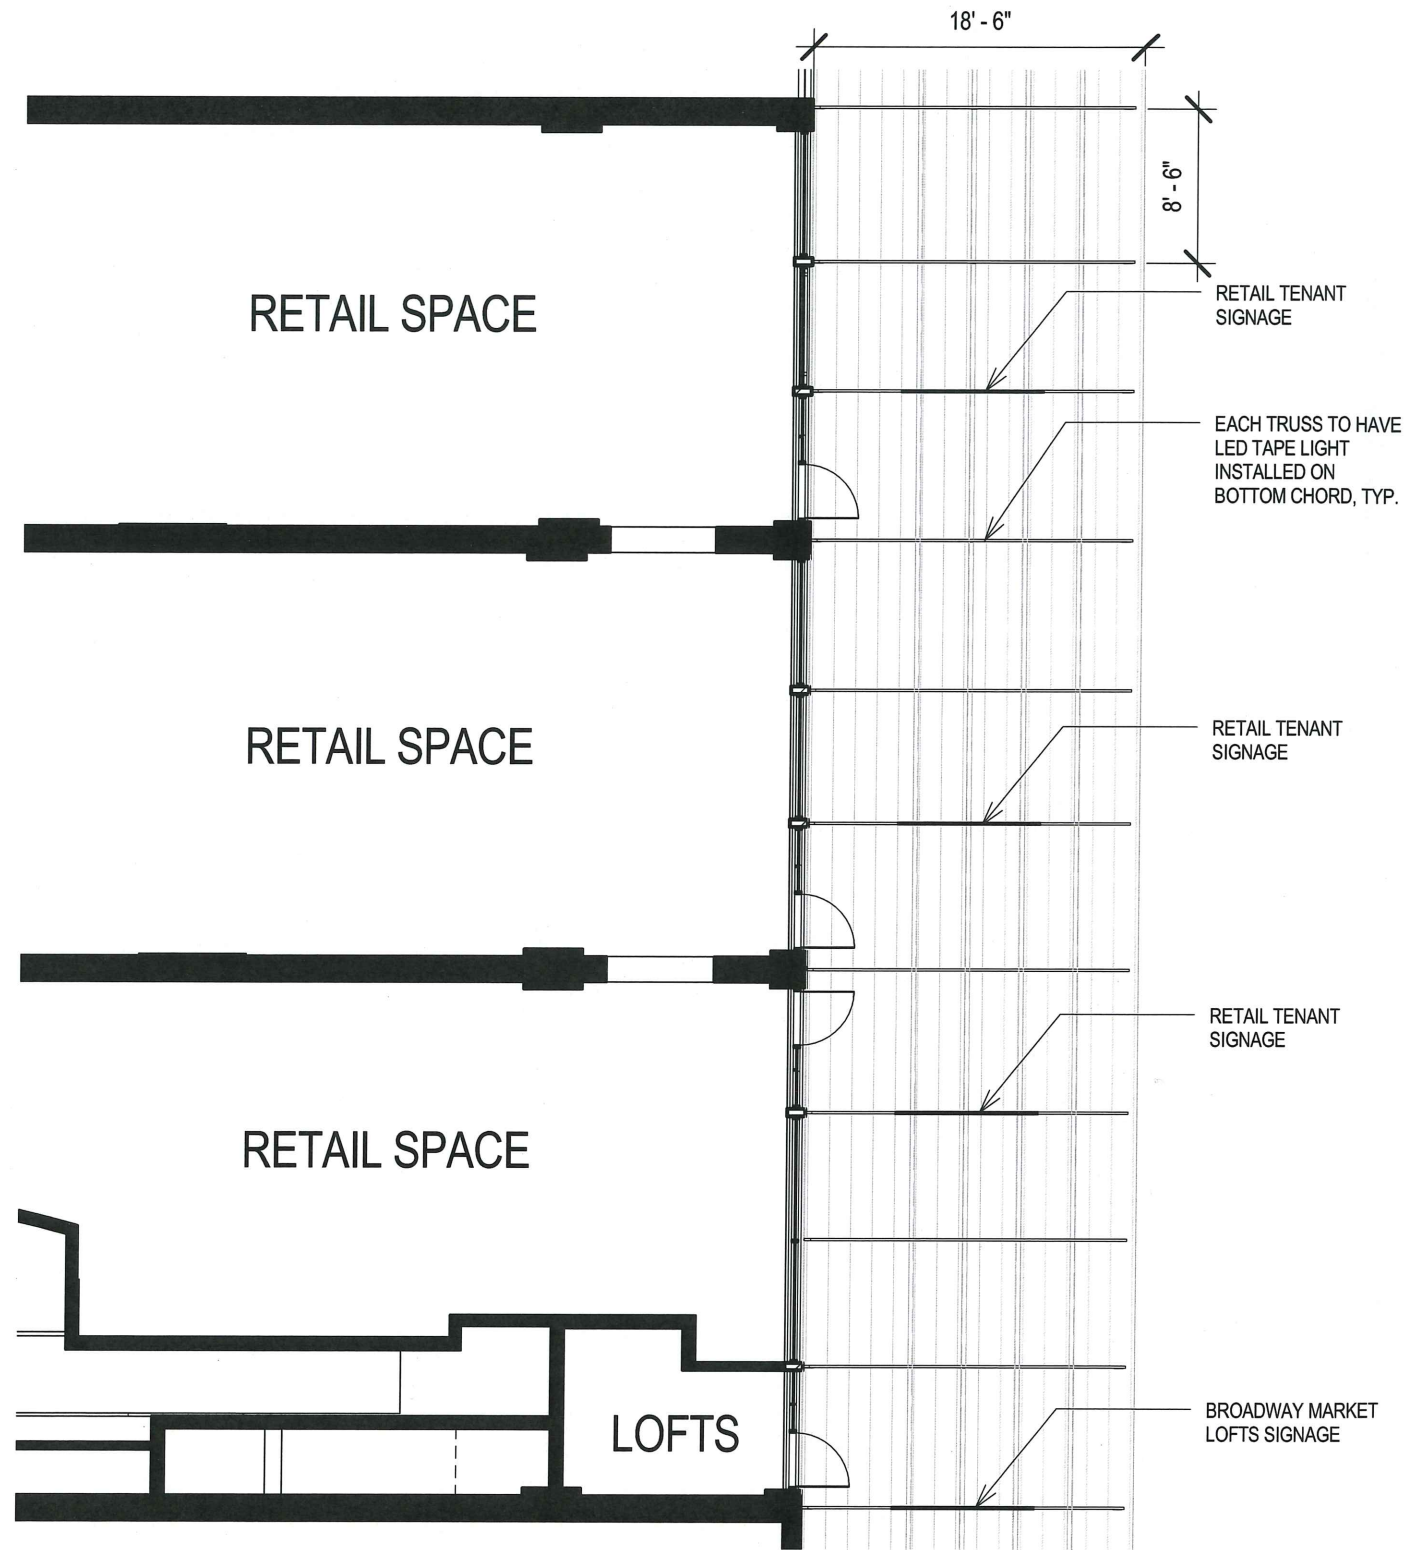 18' - 6"
8' - 6"
RETAIL TENANT
SIGNAGE
RETAIL SPACE
EACH TRUSS TO HAVE
LED TAPE LIGHT
INSTALLED ON
BOTTOM CHORD, TYP.
RETAIL TENANT
SIGNAGE
RETAIL SPACE
RETAIL TENANT
SIGNAGE
RETAIL SPACE
BROADWAY MARKET
LOFTS SIGNAGE
LOFTS